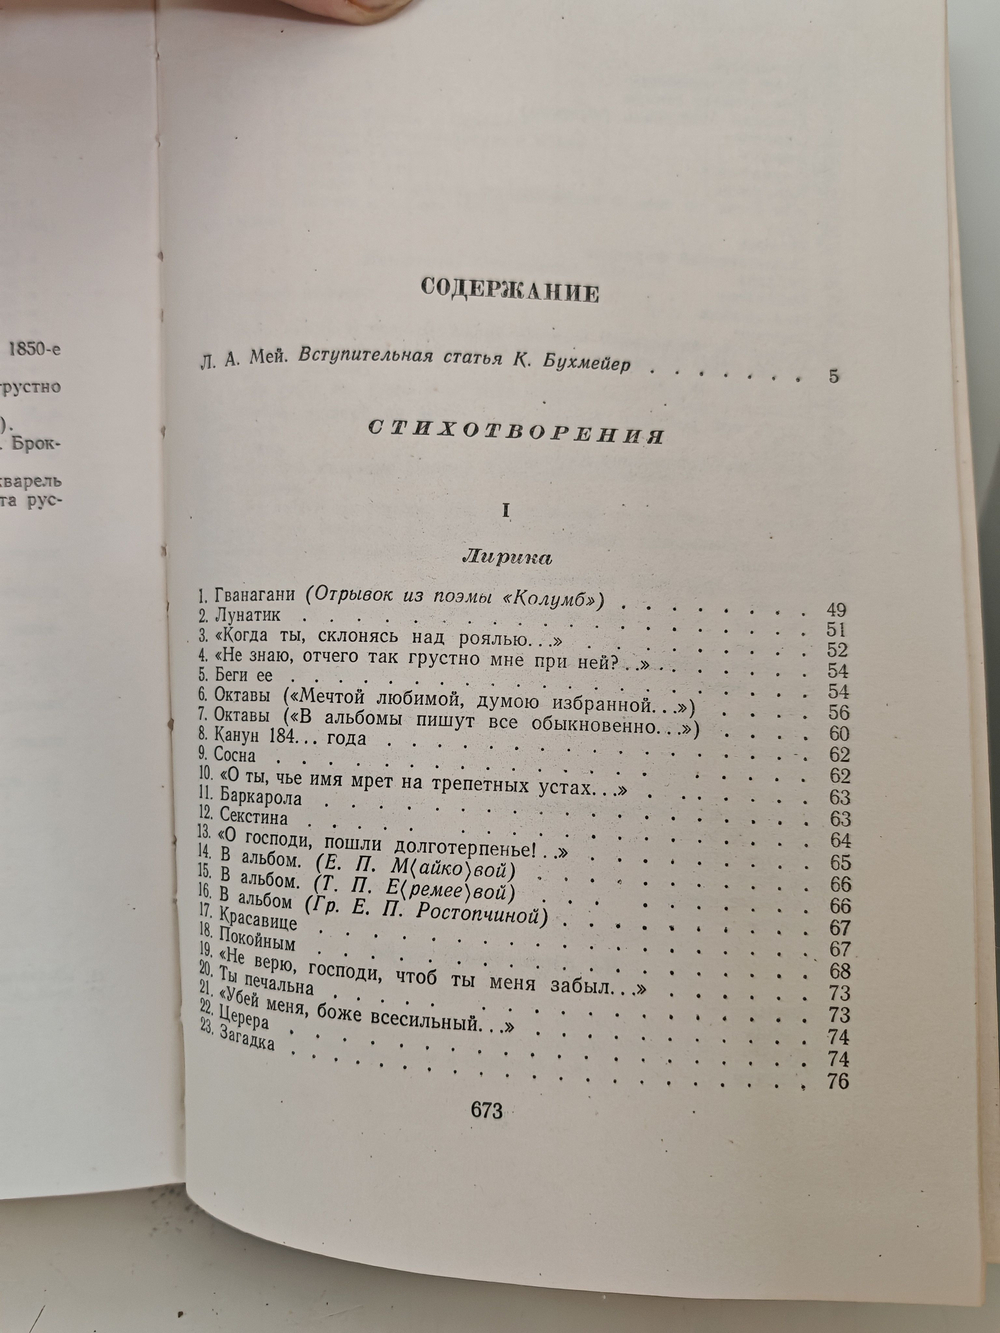 1850-е
грустно
).
. Брок-
кварель
та рус-
СОДЕРЖАНИЕ
Л. А. Мей. Вступительная статья К. Бухмейер . . . . . . . 5
СТИХОТВОРЕНИЯ
I
Лирика
1. Гванагани (Отрывок из поэмы «Колумб») . . . . . . . . 49
2. Лунатик . . . . . . . . . . . . . . . . . . . 51
3. «Когда ты, склонясь над роялью...» . . . . . . . . . 52
4. «Не знаю, отчего так грустно мне при ней?..» . . . . . . . 54
5. Беги ее . . . . . . . . . . . . . . . . . . . . 54
6. Октавы («Мечтой любимой, думою избранной...») . . . . . 56
7. Октавы («В альбомы пишут все обыкновенно...») . . . . . 60
8. Канун 184... года . . . . . . . . . . . . . . . . . 62
9. Сосна . . . . . . . . . . . . . . . . . . . . 62
10. «О ты, чье имя мрет на трепетных устах...» . . . . . . . 63
11. Баркарола . . . . . . . . . . . . . . . . . . 63
12. Секстина . . . . . . . . . . . . . . . . . . . 64
13. «О господи, пошли долготерпенье!..» . . . . . . . . . 65
14. В альбом. (Е. П. М⟨айко⟩вой) . . . . . . . . . . . 66
15. В альбом. (Т. П. Е⟨ремее⟩вой) . . . . . . . . . . . 66
16. В альбом (Гр. Е. П. Ростопчиной) . . . . . . . . . . 67
17. Красавице . . . . . . . . . . . . . . . . . . 67
18. Покойным . . . . . . . . . . . . . . . . . . 68
19. «Не верю, господи, чтоб ты меня забыл...» . . . . . . . 73
20. Ты печальна . . . . . . . . . . . . . . . . . 73
21. «Убей меня, боже всесильный...» . . . . . . . . . . 74
22. Церера . . . . . . . . . . . . . . . . . . . 74
23. Загадка . . . . . . . . . . . . . . . . . . . 76
673